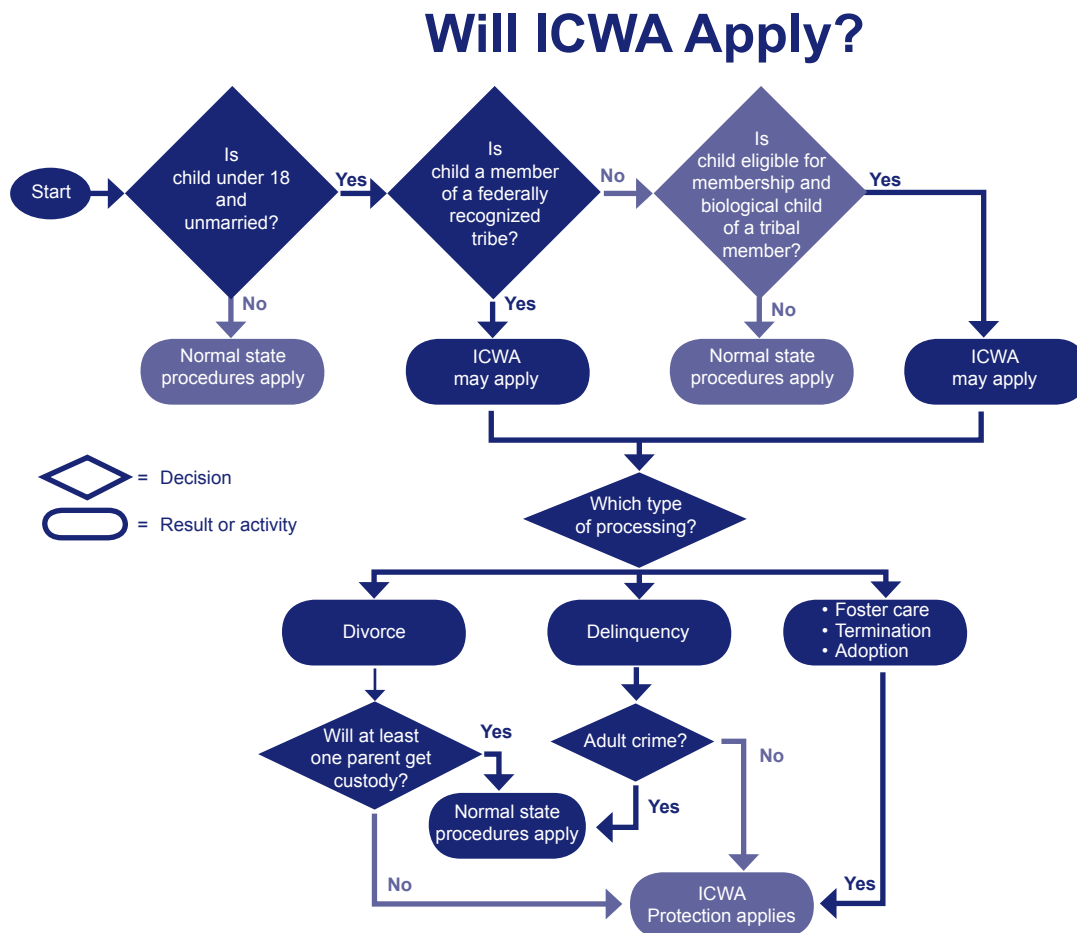 Will ICWA Apply?
Start
Is
child under 18
and
unmarried?
Yes
Is
child a member
of a federally
recognized
tribe?
No
Is
child eligible for
membership and
biological child
of a tribal
member?
Yes
No
Normal state
procedures apply
Yes
ICWA
may apply
No
Normal state
procedures apply
ICWA
may apply
= Decision
= Result or activity
Which type
of processing?
Divorce
Delinquency
• Foster care
• Termination
• Adoption
Will at least
one parent get
custody?
Yes
Adult crime?
No
Normal state
procedures apply
Yes
No
ICWA
Protection applies
Yes